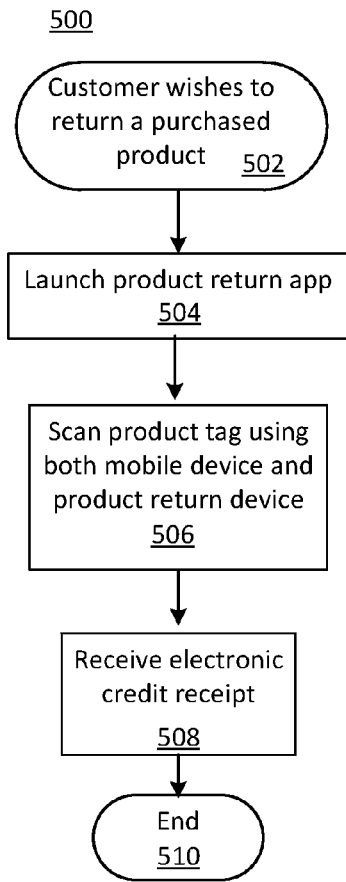 500
Customer wishes to
return a purchased
product 502
Launch product return app
504
Scan product tag using
both mobile device and
product return device
506
Receive electronic
credit receipt
508
End
510